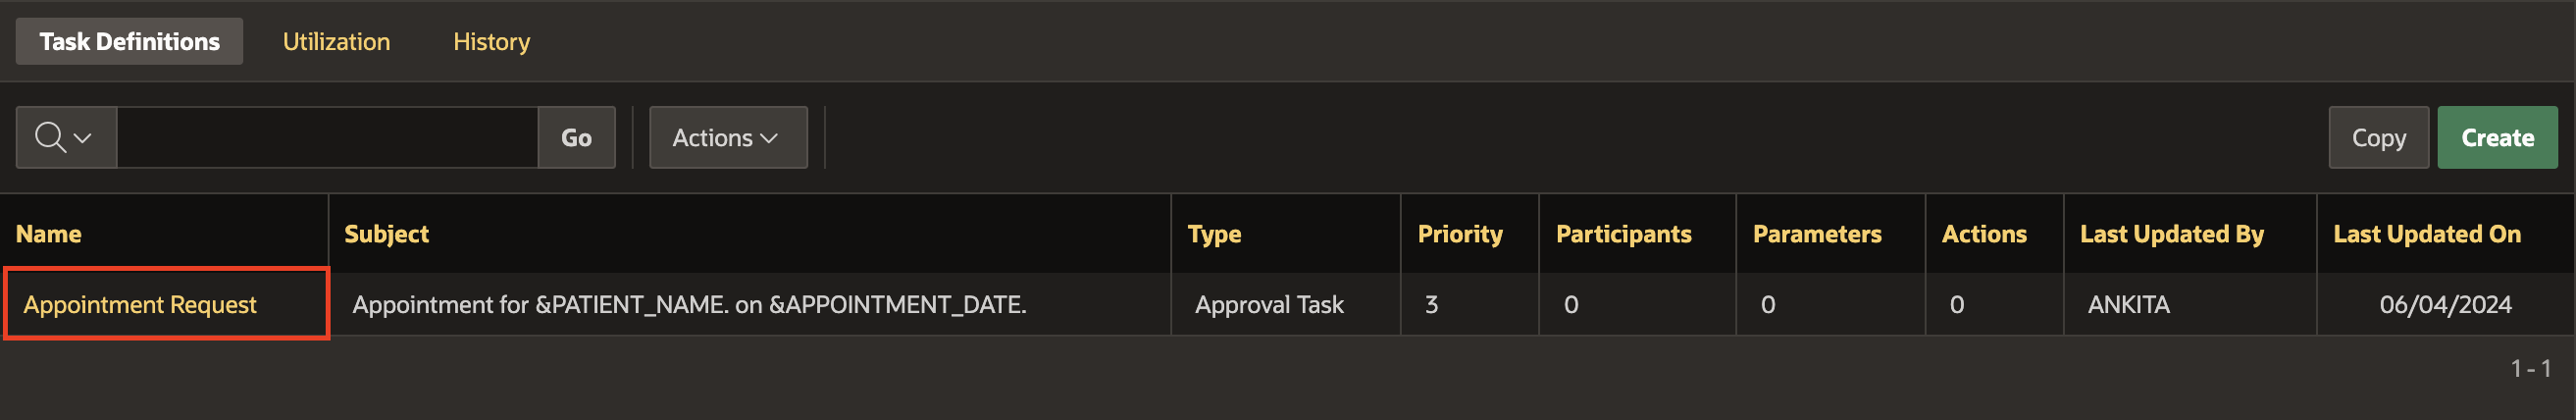 Task Definitions Utilization History
Go Actions Copy Create
Name Subject Type Priority Participants Parameters Actions Last Updated By Last Updated On
Appointment Request Appointment for &PATIENT_NAME. on &APPOINTMENT_DATE. Approval Task 3 0 0 0 ANKITA 06/04/2024
1 - 1